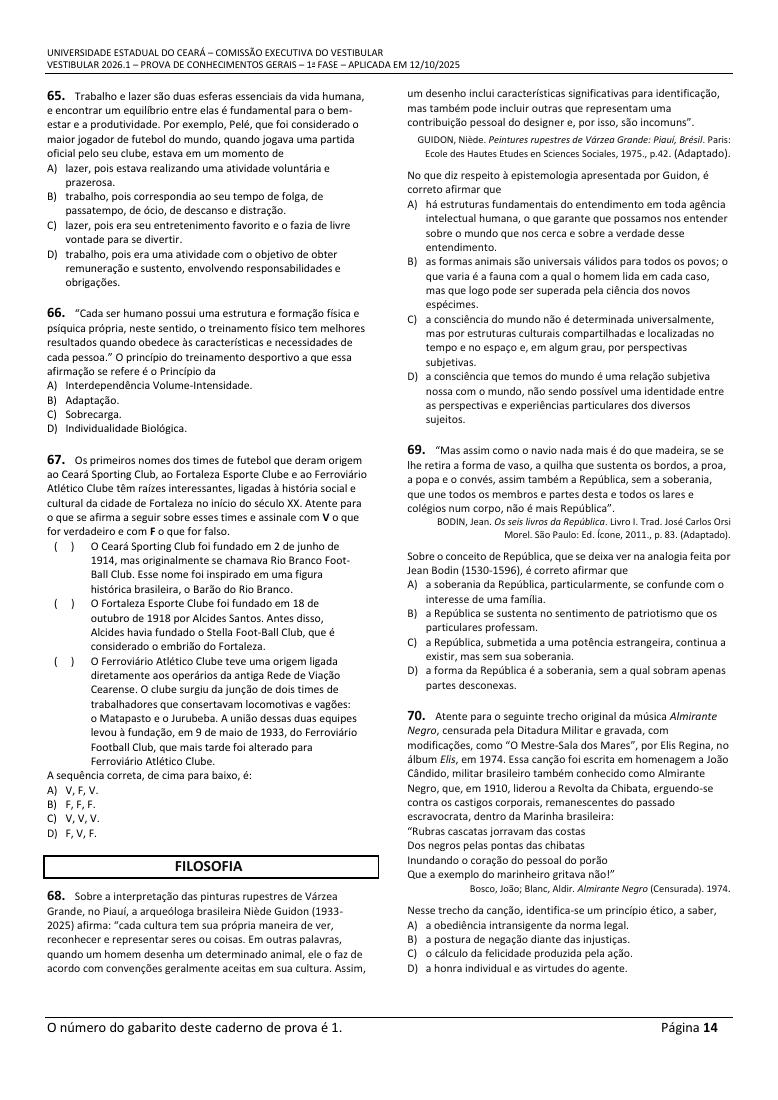 UNIVERSIDADE ESTADUAL DO CEARÁ – COMISSÃO EXECUTIVA DO VESTIBULAR
VESTIBULAR 2026.1 – PROVA DE CONHECIMENTOS GERAIS – 1ª FASE – APLICADA EM 12/10/2025
65. Trabalho e lazer são duas esferas essenciais da vida humana,
e encontrar um equilíbrio entre elas é fundamental para o bem-
estar e a produtividade. Por exemplo, Pelé, que foi considerado o
maior jogador de futebol do mundo, quando jogava uma partida
oficial pelo seu clube, estava em um momento de
A) lazer, pois estava realizando uma atividade voluntária e
prazerosa.
B) trabalho, pois correspondia ao seu tempo de folga, de
passatempo, de ócio, de descanso e distração.
C) lazer, pois era seu entretenimento favorito e o fazia de livre
vontade para se divertir.
D) trabalho, pois era uma atividade com o objetivo de obter
remuneração e sustento, envolvendo responsabilidades e
obrigações.
66. “Cada ser humano possui uma estrutura e formação física e
psíquica própria, neste sentido, o treinamento físico tem melhores
resultados quando obedece às características e necessidades de
cada pessoa.” O princípio do treinamento desportivo a que essa
afirmação se refere é o Princípio da
A) Interdependência Volume-Intensidade.
B) Adaptação.
C) Sobrecarga.
D) Individualidade Biológica.
67. Os primeiros nomes dos times de futebol que deram origem
ao Ceará Sporting Club, ao Fortaleza Esporte Clube e ao Ferroviário
Atlético Clube têm raízes interessantes, ligadas à história social e
cultural da cidade de Fortaleza no início do século XX. Atente para
o que se afirma a seguir sobre esses times e assinale com V o que
for verdadeiro e com F o que for falso.
( ) O Ceará Sporting Club foi fundado em 2 de junho de
1914, mas originalmente se chamava Rio Branco Foot-
Ball Club. Esse nome foi inspirado em uma figura
histórica brasileira, o Barão do Rio Branco.
( ) O Fortaleza Esporte Clube foi fundado em 18 de
outubro de 1918 por Alcides Santos. Antes disso,
Alcides havia fundado o Stella Foot-Ball Club, que é
considerado o embrião do Fortaleza.
( ) O Ferroviário Atlético Clube teve uma origem ligada
diretamente aos operários da antiga Rede de Viação
Cearense. O clube surgiu da junção de dois times de
trabalhadores que consertavam locomotivas e vagões:
o Matapasto e o Jurubeba. A união dessas duas equipes
levou à fundação, em 9 de maio de 1933, do Ferroviário
Football Club, que mais tarde foi alterado para
Ferroviário Atlético Clube.
A sequência correta, de cima para baixo, é:
A) V, F, V.
B) F, F, F.
C) V, V, V.
D) F, V, F.
FILOSOFIA
68. Sobre a interpretação das pinturas rupestres de Várzea
Grande, no Piauí, a arqueóloga brasileira Niède Guidon (1933-
2025) afirma: “cada cultura tem sua própria maneira de ver,
reconhecer e representar seres ou coisas. Em outras palavras,
quando um homem desenha um determinado animal, ele o faz de
acordo com convenções geralmente aceitas em sua cultura. Assim,
um desenho inclui características significativas para identificação,
mas também pode incluir outras que representam uma
contribuição pessoal do designer e, por isso, são incomuns”.
GUIDON, Niède. Peintures rupestres de Várzea Grande: Piauí, Brésil. Paris:
Ecole des Hautes Etudes en Sciences Sociales, 1975., p.42. (Adaptado).
No que diz respeito à epistemologia apresentada por Guidon, é
correto afirmar que
A) há estruturas fundamentais do entendimento em toda agência
intelectual humana, o que garante que possamos nos entender
sobre o mundo que nos cerca e sobre a verdade desse
entendimento.
B) as formas animais são universais válidos para todos os povos; o
que varia é a fauna com a qual o homem lida em cada caso,
mas que logo pode ser superada pela ciência dos novos
espécimes.
C) a consciência do mundo não é determinada universalmente,
mas por estruturas culturais compartilhadas e localizadas no
tempo e no espaço e, em algum grau, por perspectivas
subjetivas.
D) a consciência que temos do mundo é uma relação subjetiva
nossa com o mundo, não sendo possível uma identidade entre
as perspectivas e experiências particulares dos diversos
sujeitos.
69. “Mas assim como o navio nada mais é do que madeira, se se
lhe retira a forma de vaso, a quilha que sustenta os bordos, a proa,
a popa e o convés, assim também a República, sem a soberania,
que une todos os membros e partes desta e todos os lares e
colégios num corpo, não é mais República”.
BODIN, Jean. Os seis livros da República. Livro I. Trad. José Carlos Orsi
Morel. São Paulo: Ed. Ícone, 2011., p. 83. (Adaptado).
Sobre o conceito de República, que se deixa ver na analogia feita por
Jean Bodin (1530-1596), é correto afirmar que
A) a soberania da República, particularmente, se confunde com o
interesse de uma família.
B) a República se sustenta no sentimento de patriotismo que os
particulares professam.
C) a República, submetida a uma potência estrangeira, continua a
existir, mas sem sua soberania.
D) a forma da República é a soberania, sem a qual sobram apenas
partes desconexas.
70. Atente para o seguinte trecho original da música Almirante
Negro, censurada pela Ditadura Militar e gravada, com
modificações, como “O Mestre-Sala dos Mares”, por Elis Regina, no
álbum Elis, em 1974. Essa canção foi escrita em homenagem a João
Cândido, militar brasileiro também conhecido como Almirante
Negro, que, em 1910, liderou a Revolta da Chibata, erguendo-se
contra os castigos corporais, remanescentes do passado
escravocrata, dentro da Marinha brasileira:
“Rubras cascatas jorravam das costas
Dos negros pelas pontas das chibatas
Inundando o coração do pessoal do porão
Que a exemplo do marinheiro gritava não!”
Bosco, João; Blanc, Aldir. Almirante Negro (Censurada). 1974.
Nesse trecho da canção, identifica-se um princípio ético, a saber,
A) a obediência intransigente da norma legal.
B) a postura de negação diante das injustiças.
C) o cálculo da felicidade produzida pela ação.
D) a honra individual e as virtudes do agente.
O número do gabarito deste caderno de prova é 1.
Página 14